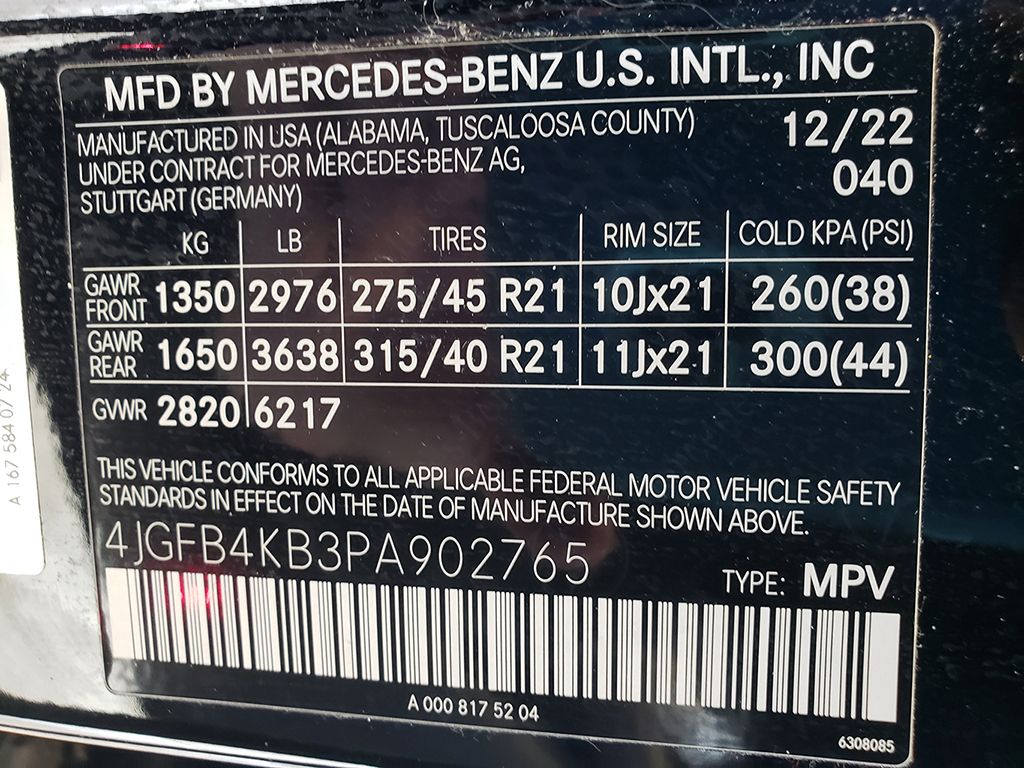 MFD BY MERCEDES-BENZ U.S. INTL., INC
MANUFACTURED IN USA (ALABAMA, TUSCALOOSA COUNTY) 12/22
UNDER CONTRACT FOR MERCEDES-BENZ AG, 040
STUTTGART (GERMANY)
KG LB TIRES RIM SIZE COLD KPA (PSI)
GAWR FRONT 1350 2976 275/45 R21 10Jx21 260(38)
GAWR REAR 1650 3638 315/40 R21 11Jx21 300(44)
GVWR 2820 6217
THIS VEHICLE CONFORMS TO ALL APPLICABLE FEDERAL MOTOR VEHICLE SAFETY
STANDARDS IN EFFECT ON THE DATE OF MANUFACTURE SHOWN ABOVE.
4JGFB4KB3PA902765
TYPE: MPV
A 000 817 52 04
6308085
A 167 584 07 24